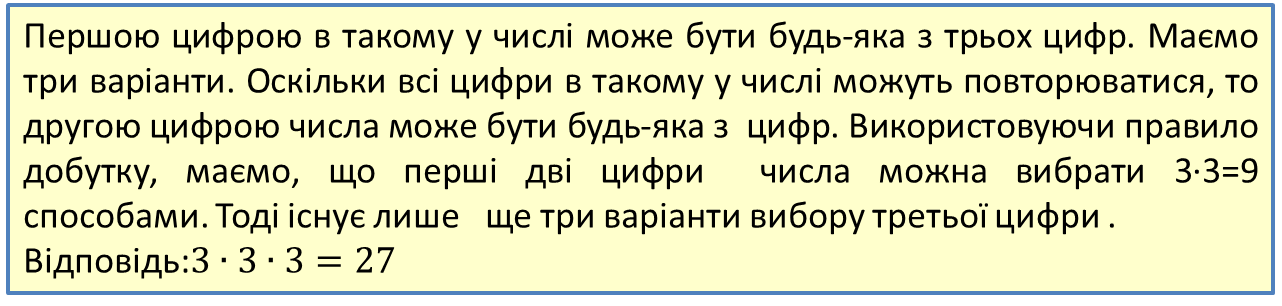 Першою цифрою в такому у числі може бути будь-яка з трьох цифр. Маємо
три варіанти. Оскільки всі цифри в такому у числі можуть повторюватися, то
другою цифрою числа може бути будь-яка з цифр. Використовуючи правило
добутку, маємо, що перші дві цифри числа можна вибрати 3·3=9
способами. Тоді існує лише ще три варіанти вибору третьої цифри .
Відповідь:3 · 3 · 3 = 27